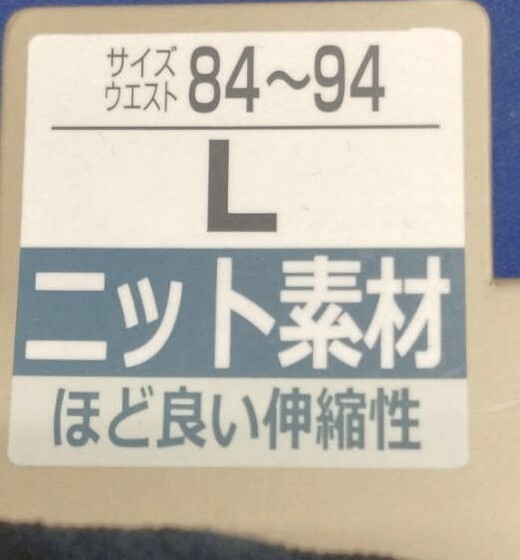 サイズ
ウエスト 84～94
L
ニット素材
ほど良い伸縮性